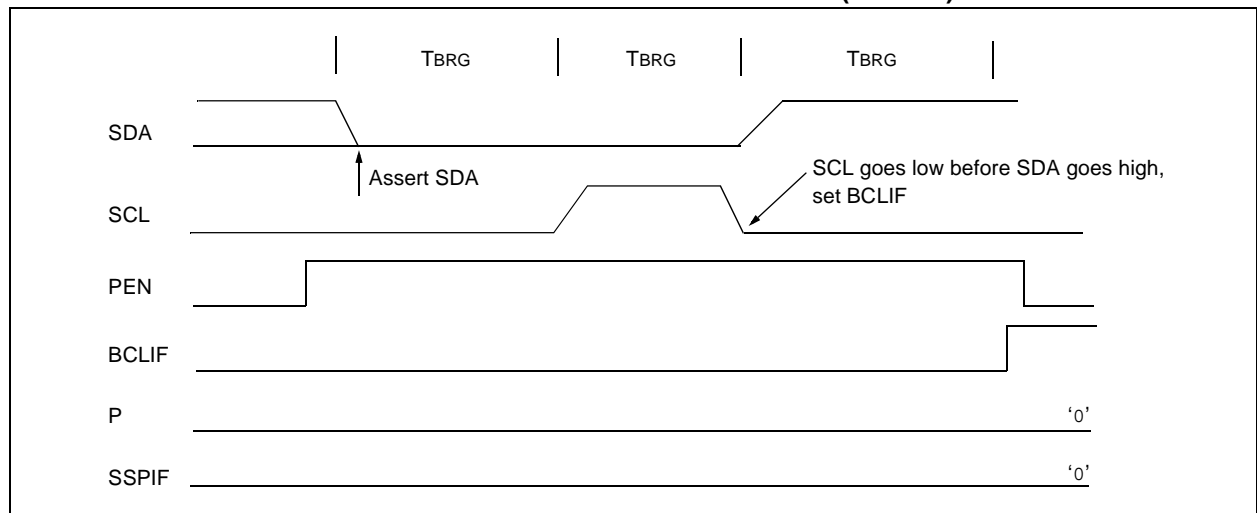 TBRG TBRG TBRG
SDA
Assert SDA
SCL goes low before SDA goes high,
set BCLIF
SCL
PEN
BCLIF
P
‘0’
SSPIF
‘0’